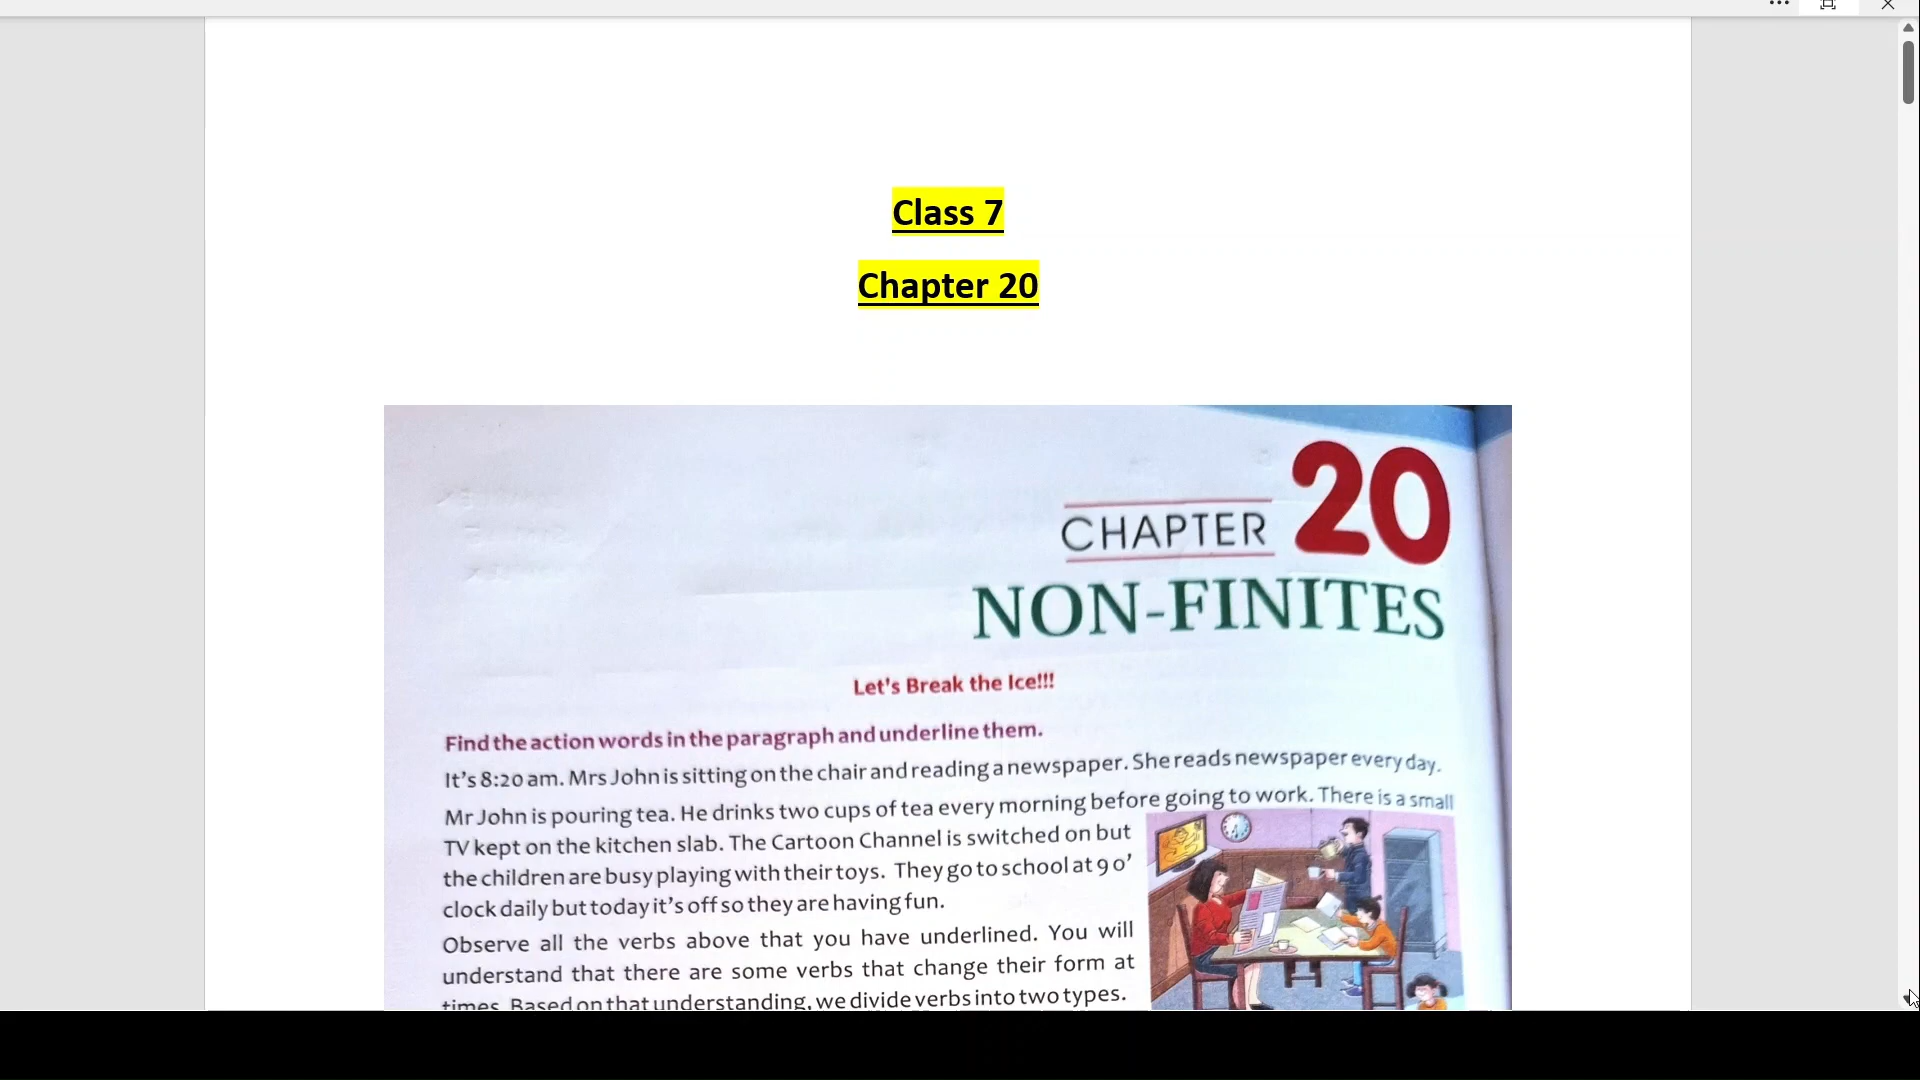 Class 7
Chapter 20
CHAPTER 20
NON-FINITES
Let's Break the Ice!!!
Find the action words in the paragraph and underline them.
It's 8:20 am. Mrs John is sitting on the chair and reading a newspaper. She reads newspaper every day.
Mr John is pouring tea. He drinks two cups of tea every morning before going to work. There is a small
TV kept on the kitchen slab. The Cartoon Channel is switched on but
the children are busy playing with their toys. They go to school at 9 o'
clock daily but today it's off so they are having fun.
Observe all the verbs above that you have underlined. You will
understand that there are some verbs that change their form at
times. Based on that understanding, we divide verbs into two types.